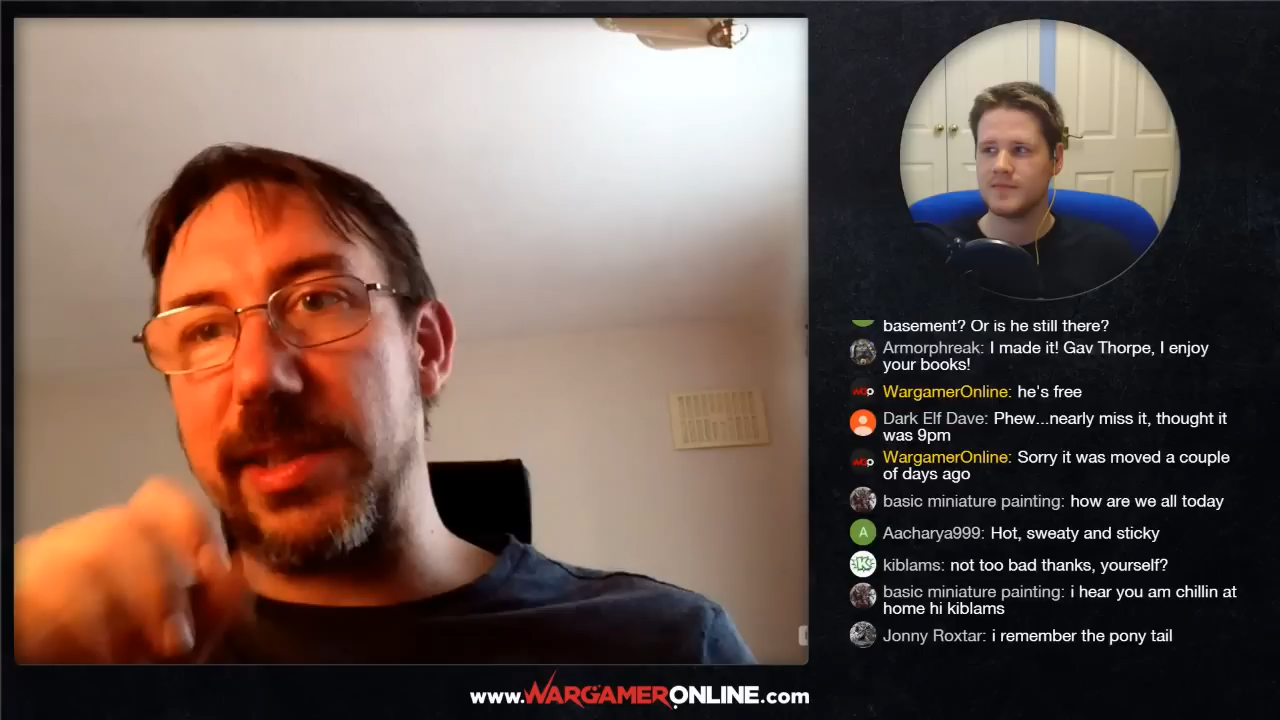 basement? Or is he still there?
Armorphreak: I made it! Gav Thorpe, I enjoy
your books!
WargamerOnline: he's free
Dark Elf Dave: Phew...nearly miss it, thought it
was 9pm
WargamerOnline: Sorry it was moved a couple
of days ago
basic miniature painting: how are we all today
A
Aacharya999: Hot, sweaty and sticky
K
kiblams: not too bad thanks, yourself?
basic miniature painting: i hear you am chillin at
home hi kiblams
Jonny Roxtar: i remember the pony tail
www.WARGAMERONLINE.com